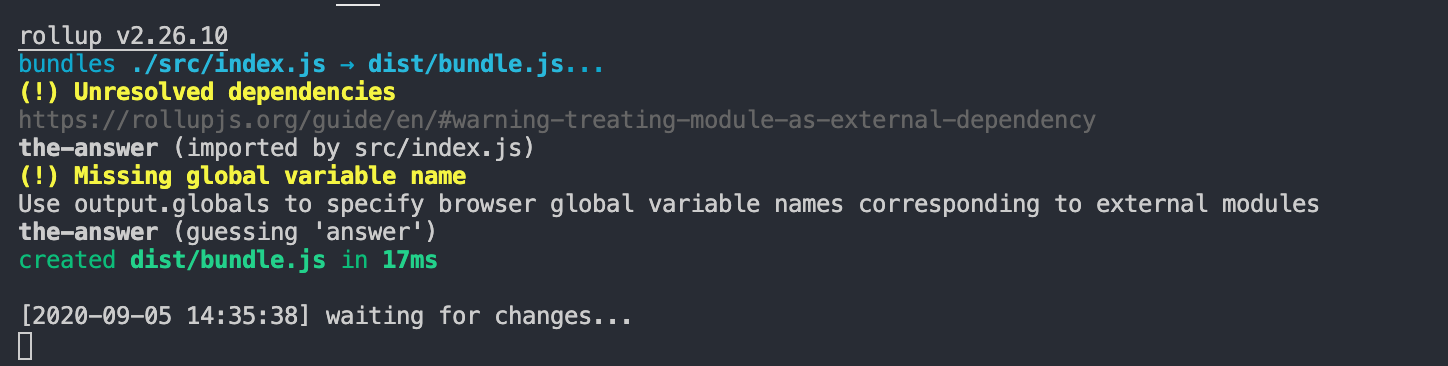 rollup v2.26.10
bundles ./src/index.js → dist/bundle.js...
(!) Unresolved dependencies
https://rollupjs.org/guide/en/#warning-treating-module-as-external-dependency
the-answer (imported by src/index.js)
(!) Missing global variable name
Use output.globals to specify browser global variable names corresponding to external modules
the-answer (guessing 'answer')
created dist/bundle.js in 17ms
[2020-09-05 14:35:38] waiting for changes...